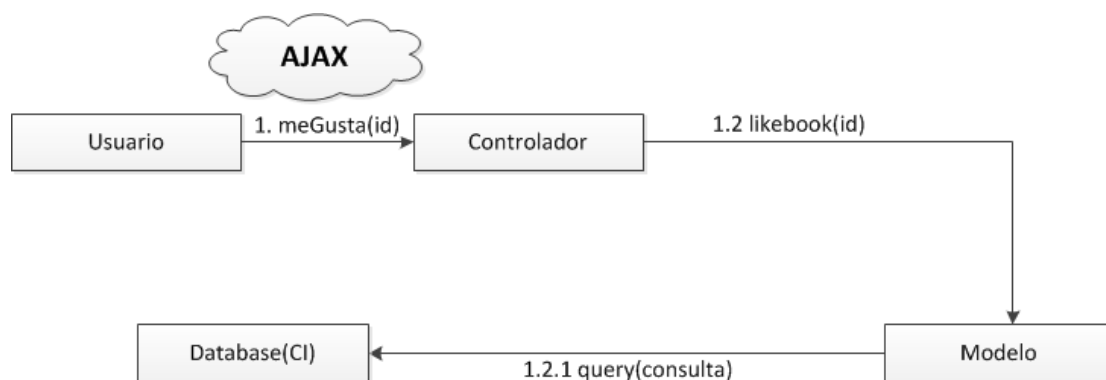 AJAX
Usuario
1. meGusta(id)
Controlador
1.2 likebook(id)
Database(CI)
1.2.1 query(consulta)
Modelo